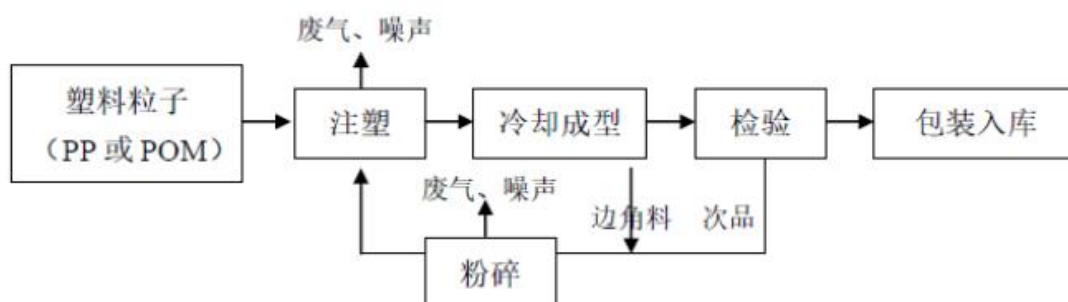 废气、噪声
塑料粒子
（PP 或 POM）
注塑
冷却成型
检验
包装入库
废气、噪声
边角料
次品
粉碎